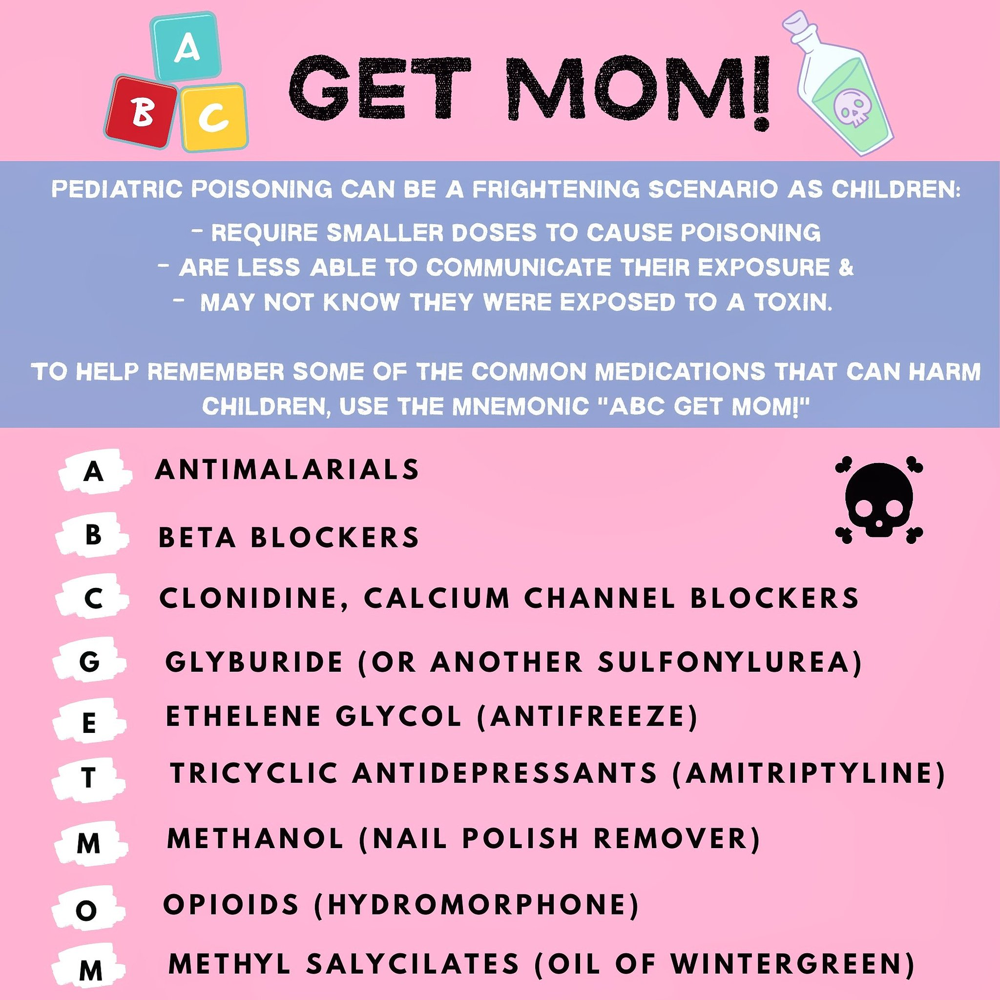 A
B
C
GET MOM!
PEDIATRIC POISONING CAN BE A FRIGHTENING SCENARIO AS CHILDREN:
- REQUIRE SMALLER DOSES TO CAUSE POISONING
- ARE LESS ABLE TO COMMUNICATE THEIR EXPOSURE &
- MAY NOT KNOW THEY WERE EXPOSED TO A TOXIN.
TO HELP REMEMBER SOME OF THE COMMON MEDICATIONS THAT CAN HARM
CHILDREN, USE THE MNEMONIC "ABC GET MOM!"
A ANTIMALARIALS
B BETA BLOCKERS
C CLONIDINE, CALCIUM CHANNEL BLOCKERS
G GLYBURIDE (OR ANOTHER SULFONYLUREA)
E ETHELENE GLYCOL (ANTIFREEZE)
T TRICYCLIC ANTIDEPRESSANTS (AMITRIPTYLINE)
M METHANOL (NAIL POLISH REMOVER)
O OPIOIDS (HYDROMORPHONE)
M METHYL SALYCILATES (OIL OF WINTERGREEN)